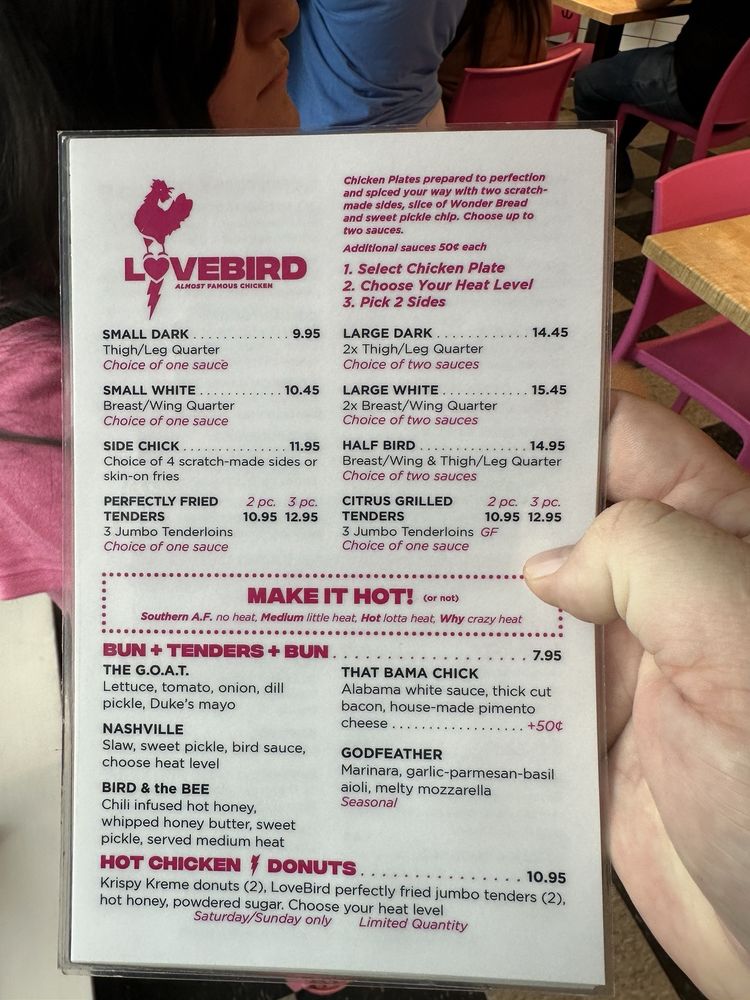 LOVEBIRD
ALMOST FAMOUS CHICKEN
Chicken Plates prepared to perfection
and spiced your way with two scratch-
made sides, slice of Wonder Bread
and sweet pickle chip. Choose up to
two sauces.
Additional sauces 50¢ each
1. Select Chicken Plate
2. Choose Your Heat Level
3. Pick 2 Sides
SMALL DARK . . . . . . . . . . . . . 9.95
Thigh/Leg Quarter
Choice of one sauce
SMALL WHITE . . . . . . . . . . . 10.45
Breast/Wing Quarter
Choice of one sauce
SIDE CHICK . . . . . . . . . . . . . 11.95
Choice of 4 scratch-made sides or
skin-on fries
PERFECTLY FRIED 2 pc. 3 pc.
TENDERS 10.95 12.95
3 Jumbo Tenderloins
Choice of one sauce
LARGE DARK . . . . . . . . . . . . 14.45
2x Thigh/Leg Quarter
Choice of two sauces
LARGE WHITE . . . . . . . . . . . 15.45
2x Breast/Wing Quarter
Choice of two sauces
HALF BIRD . . . . . . . . . . . . . . 14.95
Breast/Wing & Thigh/Leg Quarter
Choice of two sauces
CITRUS GRILLED 2 pc. 3 pc.
TENDERS 10.95 12.95
3 Jumbo Tenderloins GF
Choice of one sauce
MAKE IT HOT! (or not)
Southern A.F. no heat, Medium little heat, Hot lotta heat, Why crazy heat
BUN + TENDERS + BUN . . . . . . . . . . . . . . . . . . . 7.95
THE G.O.A.T.
Lettuce, tomato, onion, dill
pickle, Duke's mayo
NASHVILLE
Slaw, sweet pickle, bird sauce,
choose heat level
BIRD & the BEE
Chili infused hot honey,
whipped honey butter, sweet
pickle, served medium heat
THAT BAMA CHICK
Alabama white sauce, thick cut
bacon, house-made pimento
cheese . . . . . . . . . . . . . . . . . . . +50¢
GODFEATHER
Marinara, garlic-parmesan-basil
aioli, melty mozzarella
Seasonal
HOT CHICKEN DONUTS . . . . . . . . . . . . . . . . . 10.95
Krispy Kreme donuts (2), LoveBird perfectly fried jumbo tenders (2),
hot honey, powdered sugar. Choose your heat level
Saturday/Sunday only Limited Quantity